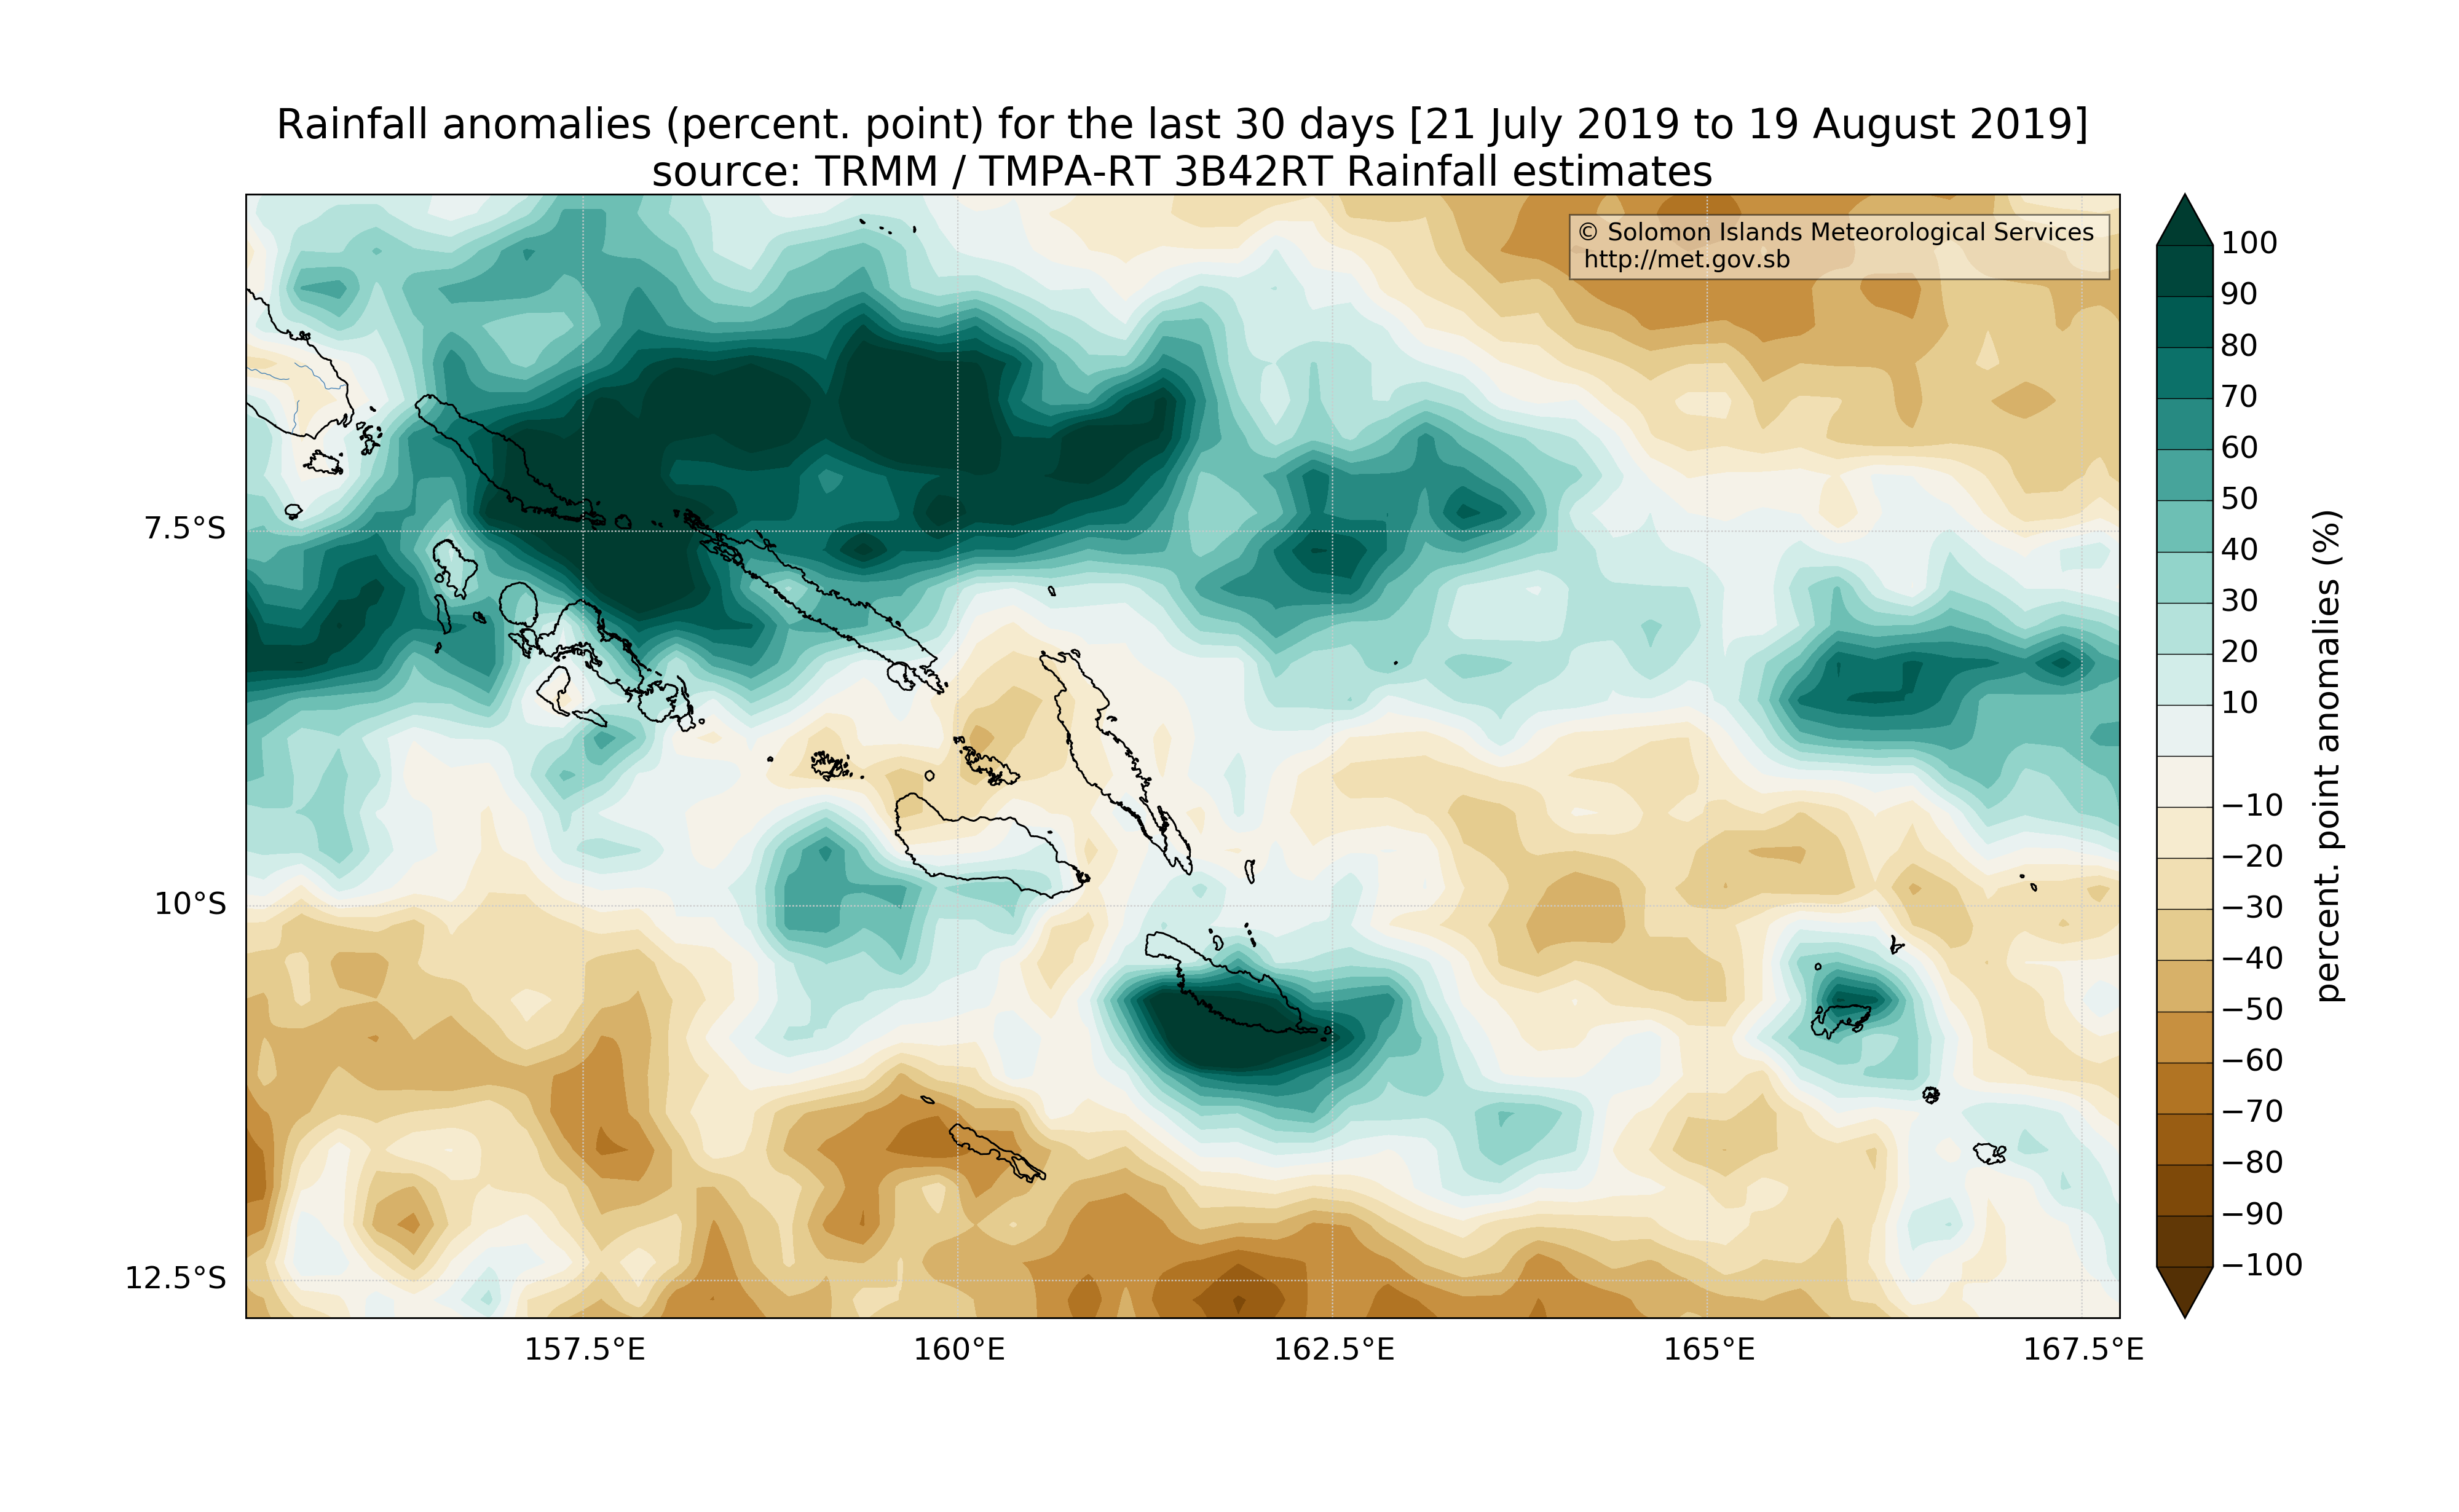 Rainfall anomalies (percent. point) for the last 30 days [21 July 2019 to 19 August 2019]
source: TRMM / TMPA-RT 3B42RT Rainfall estimates
© Solomon Islands Meteorological Services
http://met.gov.sb
7.5°S
10°S
12.5°S
157.5°E
160°E
162.5°E
165°E
167.5°E
100
90
80
70
60
50
40
30
20
10
−10
−20
−30
−40
−50
−60
−70
−80
−90
−100
percent. point anomalies (%)